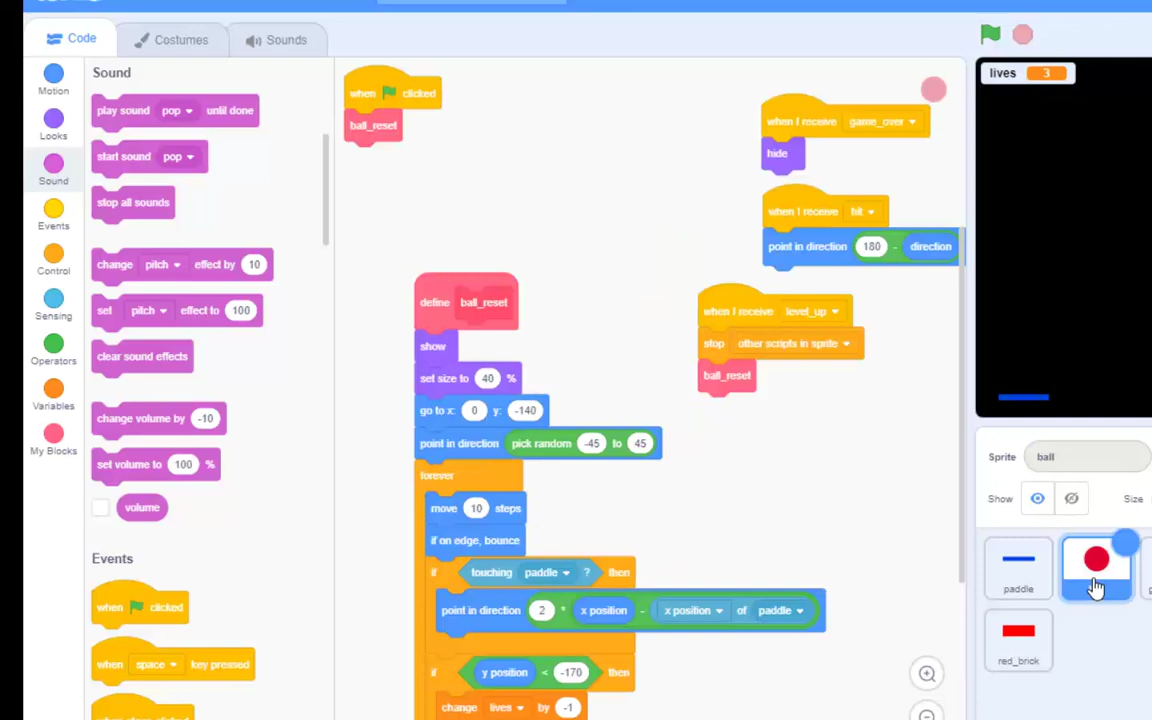 Code
Costumes
Sounds
Motion
Looks
Sound
Events
Control
Sensing
Operators
Variables
My Blocks
Sound
play sound pop until done
start sound pop
stop all sounds
change pitch effect by 10
set pitch effect to 100
clear sound effects
change volume by -10
set volume to 100 %
volume
Events
when clicked
when space key pressed
when clicked
ball_reset
define ball_reset
show
set size to 40 %
go to x: 0 y: -140
point in direction pick random -45 to 45
forever
move 10 steps
if on edge, bounce
if touching paddle ? then
point in direction 2 * x position - x position of paddle
if y position < -170 then
change lives by -1
when I receive game_over
hide
when I receive hit
point in direction 180 - direction
when I receive level_up
stop other scripts in sprite
ball_reset
lives 3
Sprite ball
Show Size
paddle
red_brick